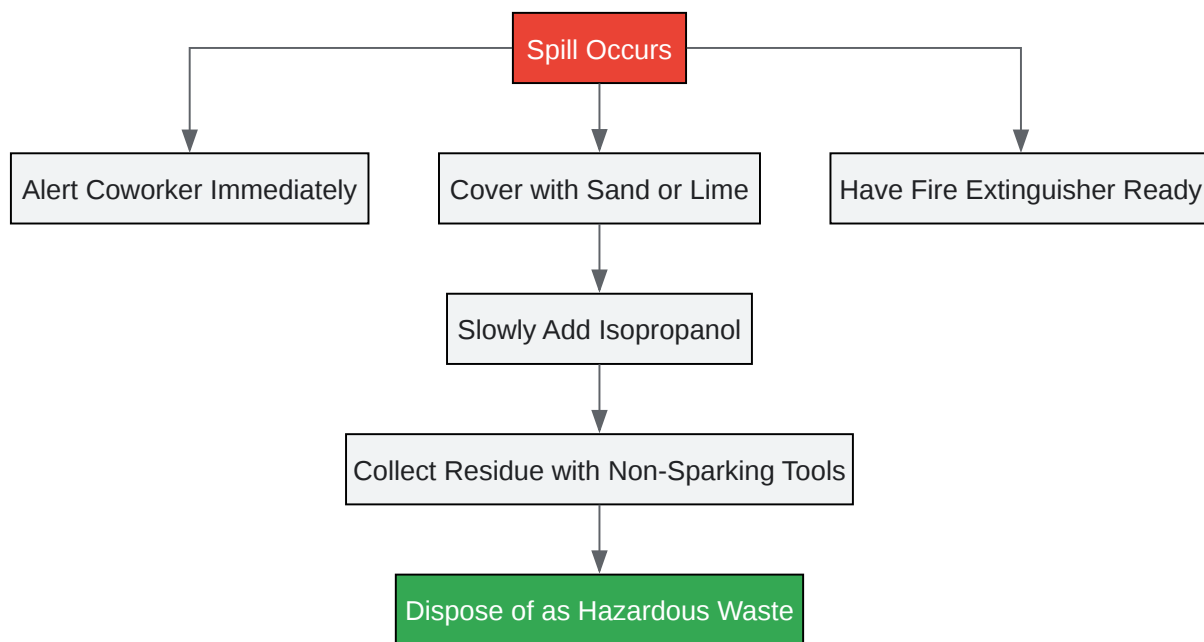 Spill Occurs
Alert Coworker Immediately
Cover with Sand or Lime
Have Fire Extinguisher Ready
Slowly Add Isopropanol
Collect Residue with Non-Sparking Tools
Dispose of as Hazardous Waste